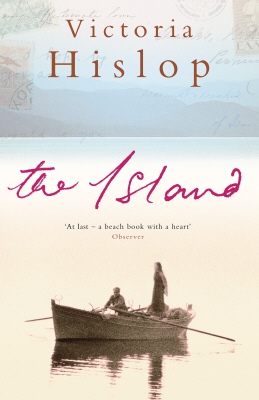 Victoria
Hislop
the Island
‘At last – a beach book with a heart’
Observer